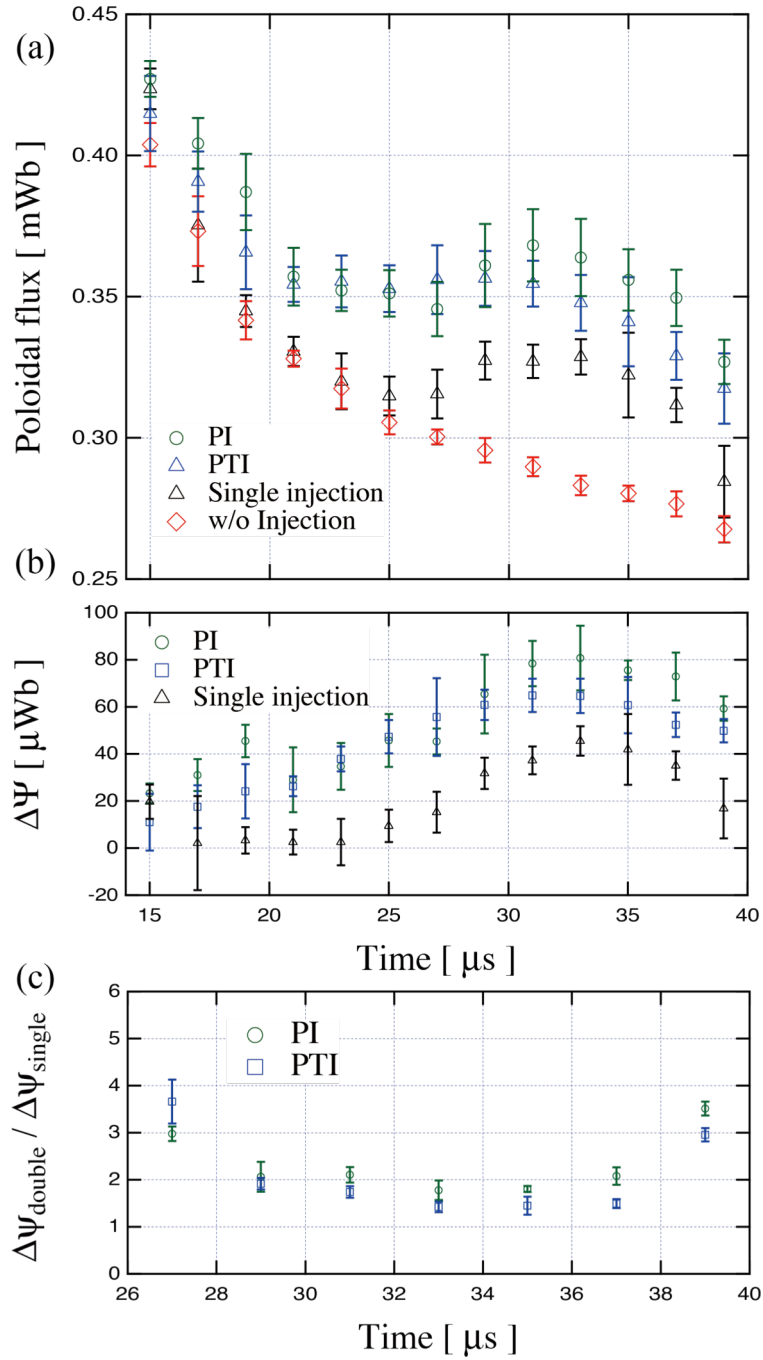 (a)
Poloidal flux [ mWb ]
0.45
0.40
0.35
0.30
0.25
PI
PTI
Single injection
w/o Injection
(b)
ΔΨ [ μWb ]
100
80
60
40
20
0
-20
PI
PTI
Single injection
15 20 25 30 35 40
Time [ μs ]
(c)
Δψdouble / Δψsingle
6
5
4
3
2
1
0
PI
PTI
26 28 30 32 34 36 38 40
Time [ μs ]